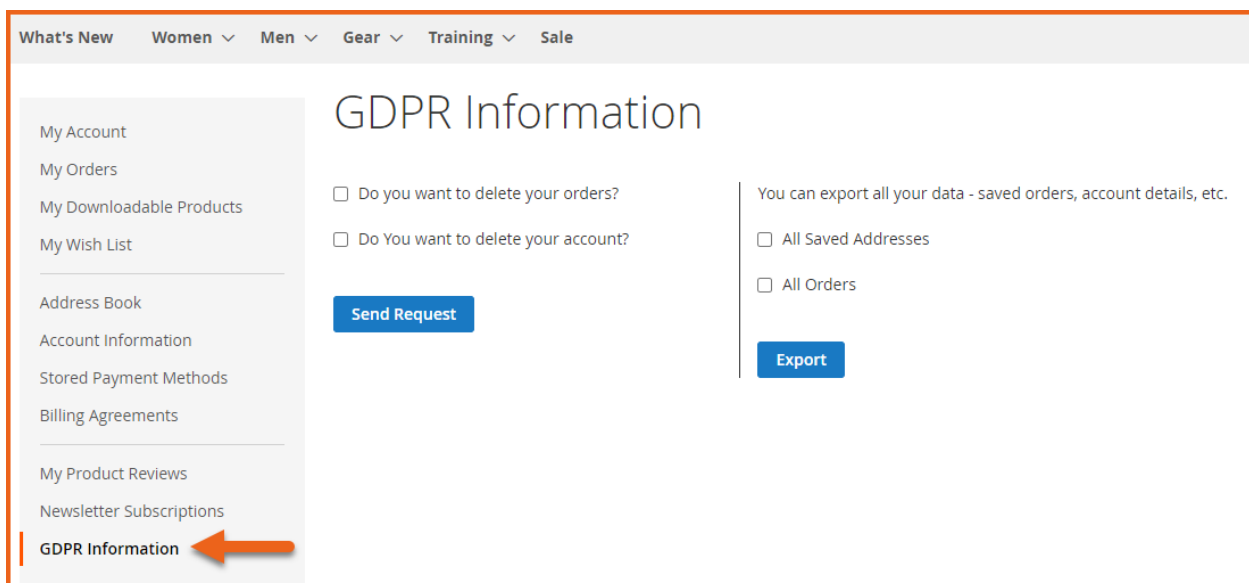 What's New Women Men Gear Training Sale
GDPR Information
My Account
My Orders
My Downloadable Products
My Wish List
Address Book
Account Information
Stored Payment Methods
Billing Agreements
My Product Reviews
Newsletter Subscriptions
GDPR Information
Do you want to delete your orders?
Do You want to delete your account?
Send Request
You can export all your data - saved orders, account details, etc.
All Saved Addresses
All Orders
Export